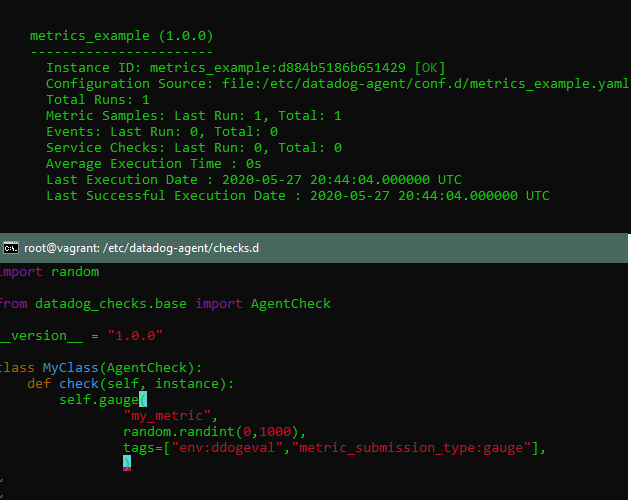 metrics_example (1.0.0)
-----------------------
Instance ID: metrics_example:d884b5186b651429 [OK]
Configuration Source: file:/etc/datadog-agent/conf.d/metrics_example.yaml
Total Runs: 1
Metric Samples: Last Run: 1, Total: 1
Events: Last Run: 0, Total: 0
Service Checks: Last Run: 0, Total: 0
Average Execution Time : 0s
Last Execution Date : 2020-05-27 20:44:04.000000 UTC
Last Successful Execution Date : 2020-05-27 20:44:04.000000 UTC
C:\. root@vagrant: /etc/datadog-agent/checks.d
import random
from datadog_checks.base import AgentCheck
__version__ = "1.0.0"
class MyClass(AgentCheck):
def check(self, instance):
self.gauge(
"my_metric",
random.randint(0,1000),
tags=["env:ddogeval","metric_submission_type:gauge"],
)
~
~